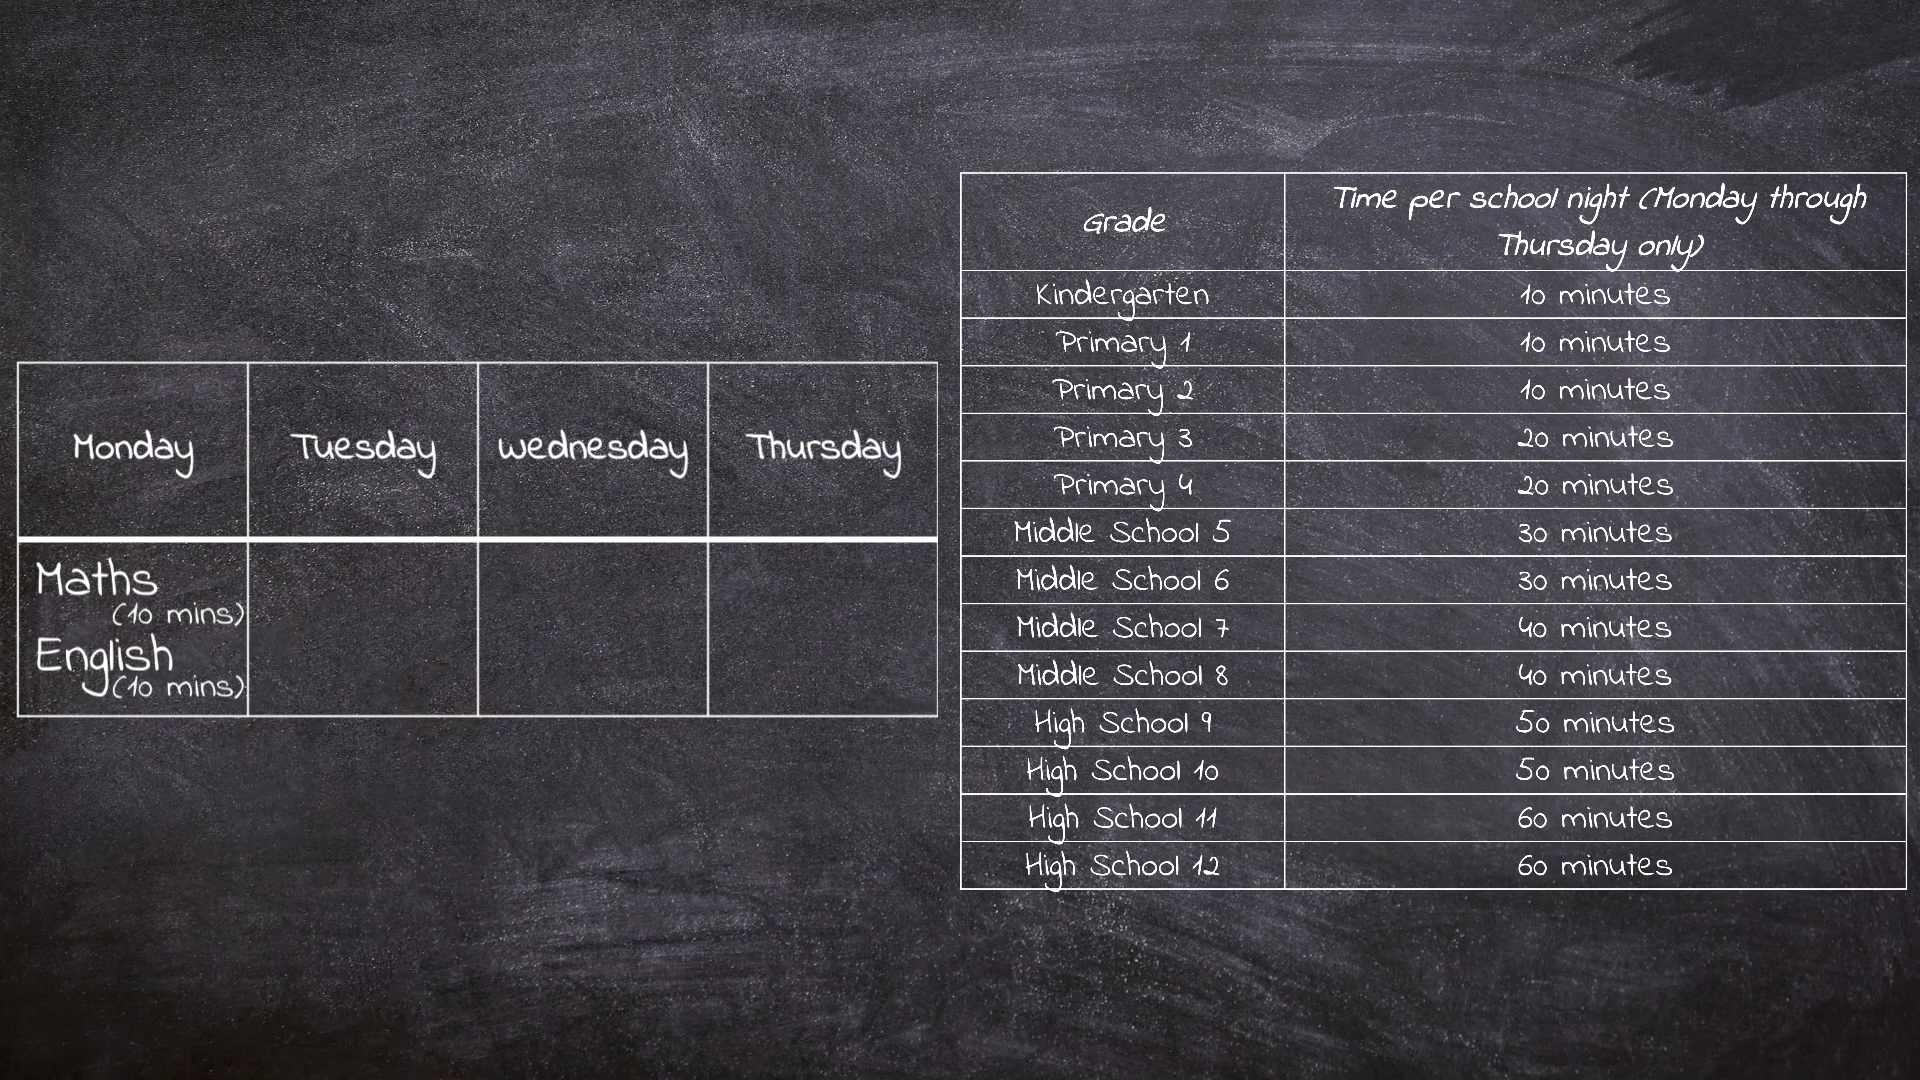 Monday Tuesday Wednesday Thursday
Maths
(10 mins)
English
(10 mins)
Grade Time per school night (Monday through
Thursday only)
Kindergarten 10 minutes
Primary 1 10 minutes
Primary 2 10 minutes
Primary 3 20 minutes
Primary 4 20 minutes
Middle School 5 30 minutes
Middle School 6 30 minutes
Middle School 7 40 minutes
Middle School 8 40 minutes
High School 9 50 minutes
High School 10 50 minutes
High School 11 60 minutes
High School 12 60 minutes